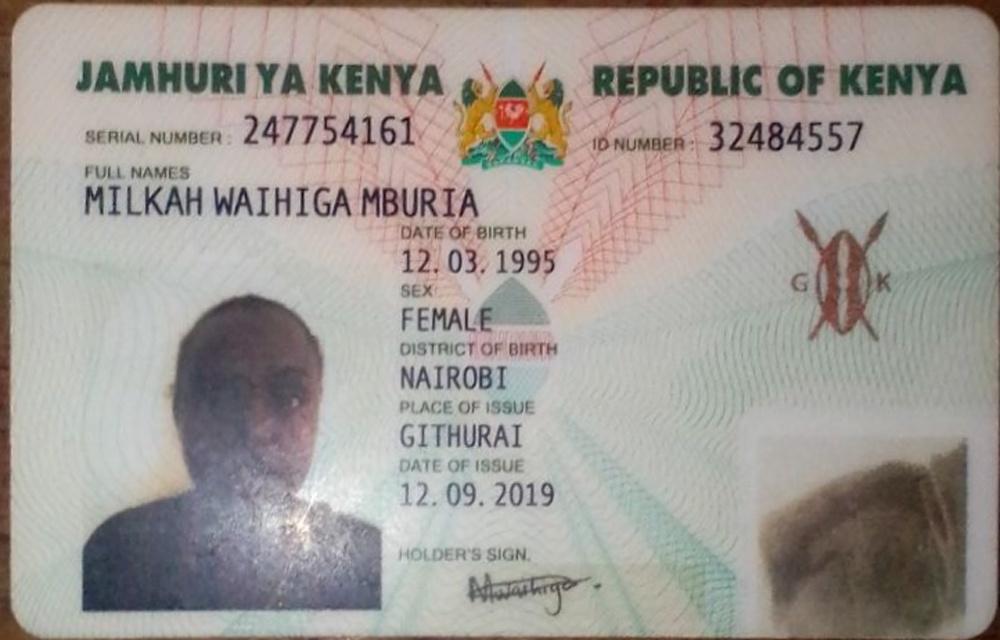 JAMHURI YA KENYA REPUBLIC OF KENYA
SERIAL NUMBER : 247754161 ID NUMBER : 32484557
FULL NAMES
MILKAH WAIHIGA MBURIA
DATE OF BIRTH
12. 03. 1995
SEX
FEMALE
DISTRICT OF BIRTH
NAIROBI
PLACE OF ISSUE
GITHURAI
DATE OF ISSUE
12. 09. 2019
HOLDER'S SIGN.
G K